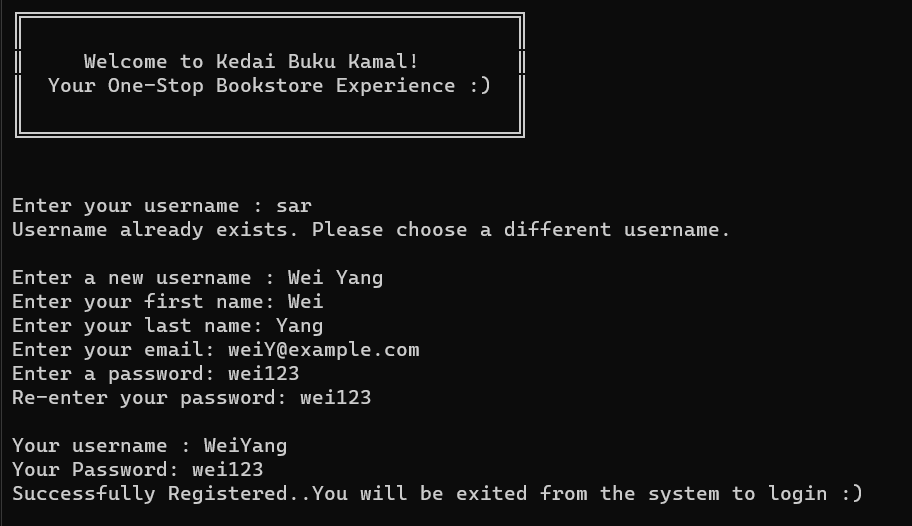 Welcome to Kedai Buku Kamal!
Your One-Stop Bookstore Experience :)
Enter your username : sar
Username already exists. Please choose a different username.
Enter a new username : Wei Yang
Enter your first name: Wei
Enter your last name: Yang
Enter your email: weiY@example.com
Enter a password: wei123
Re-enter your password: wei123
Your username : WeiYang
Your Password: wei123
Successfully Registered..You will be exited from the system to login :)